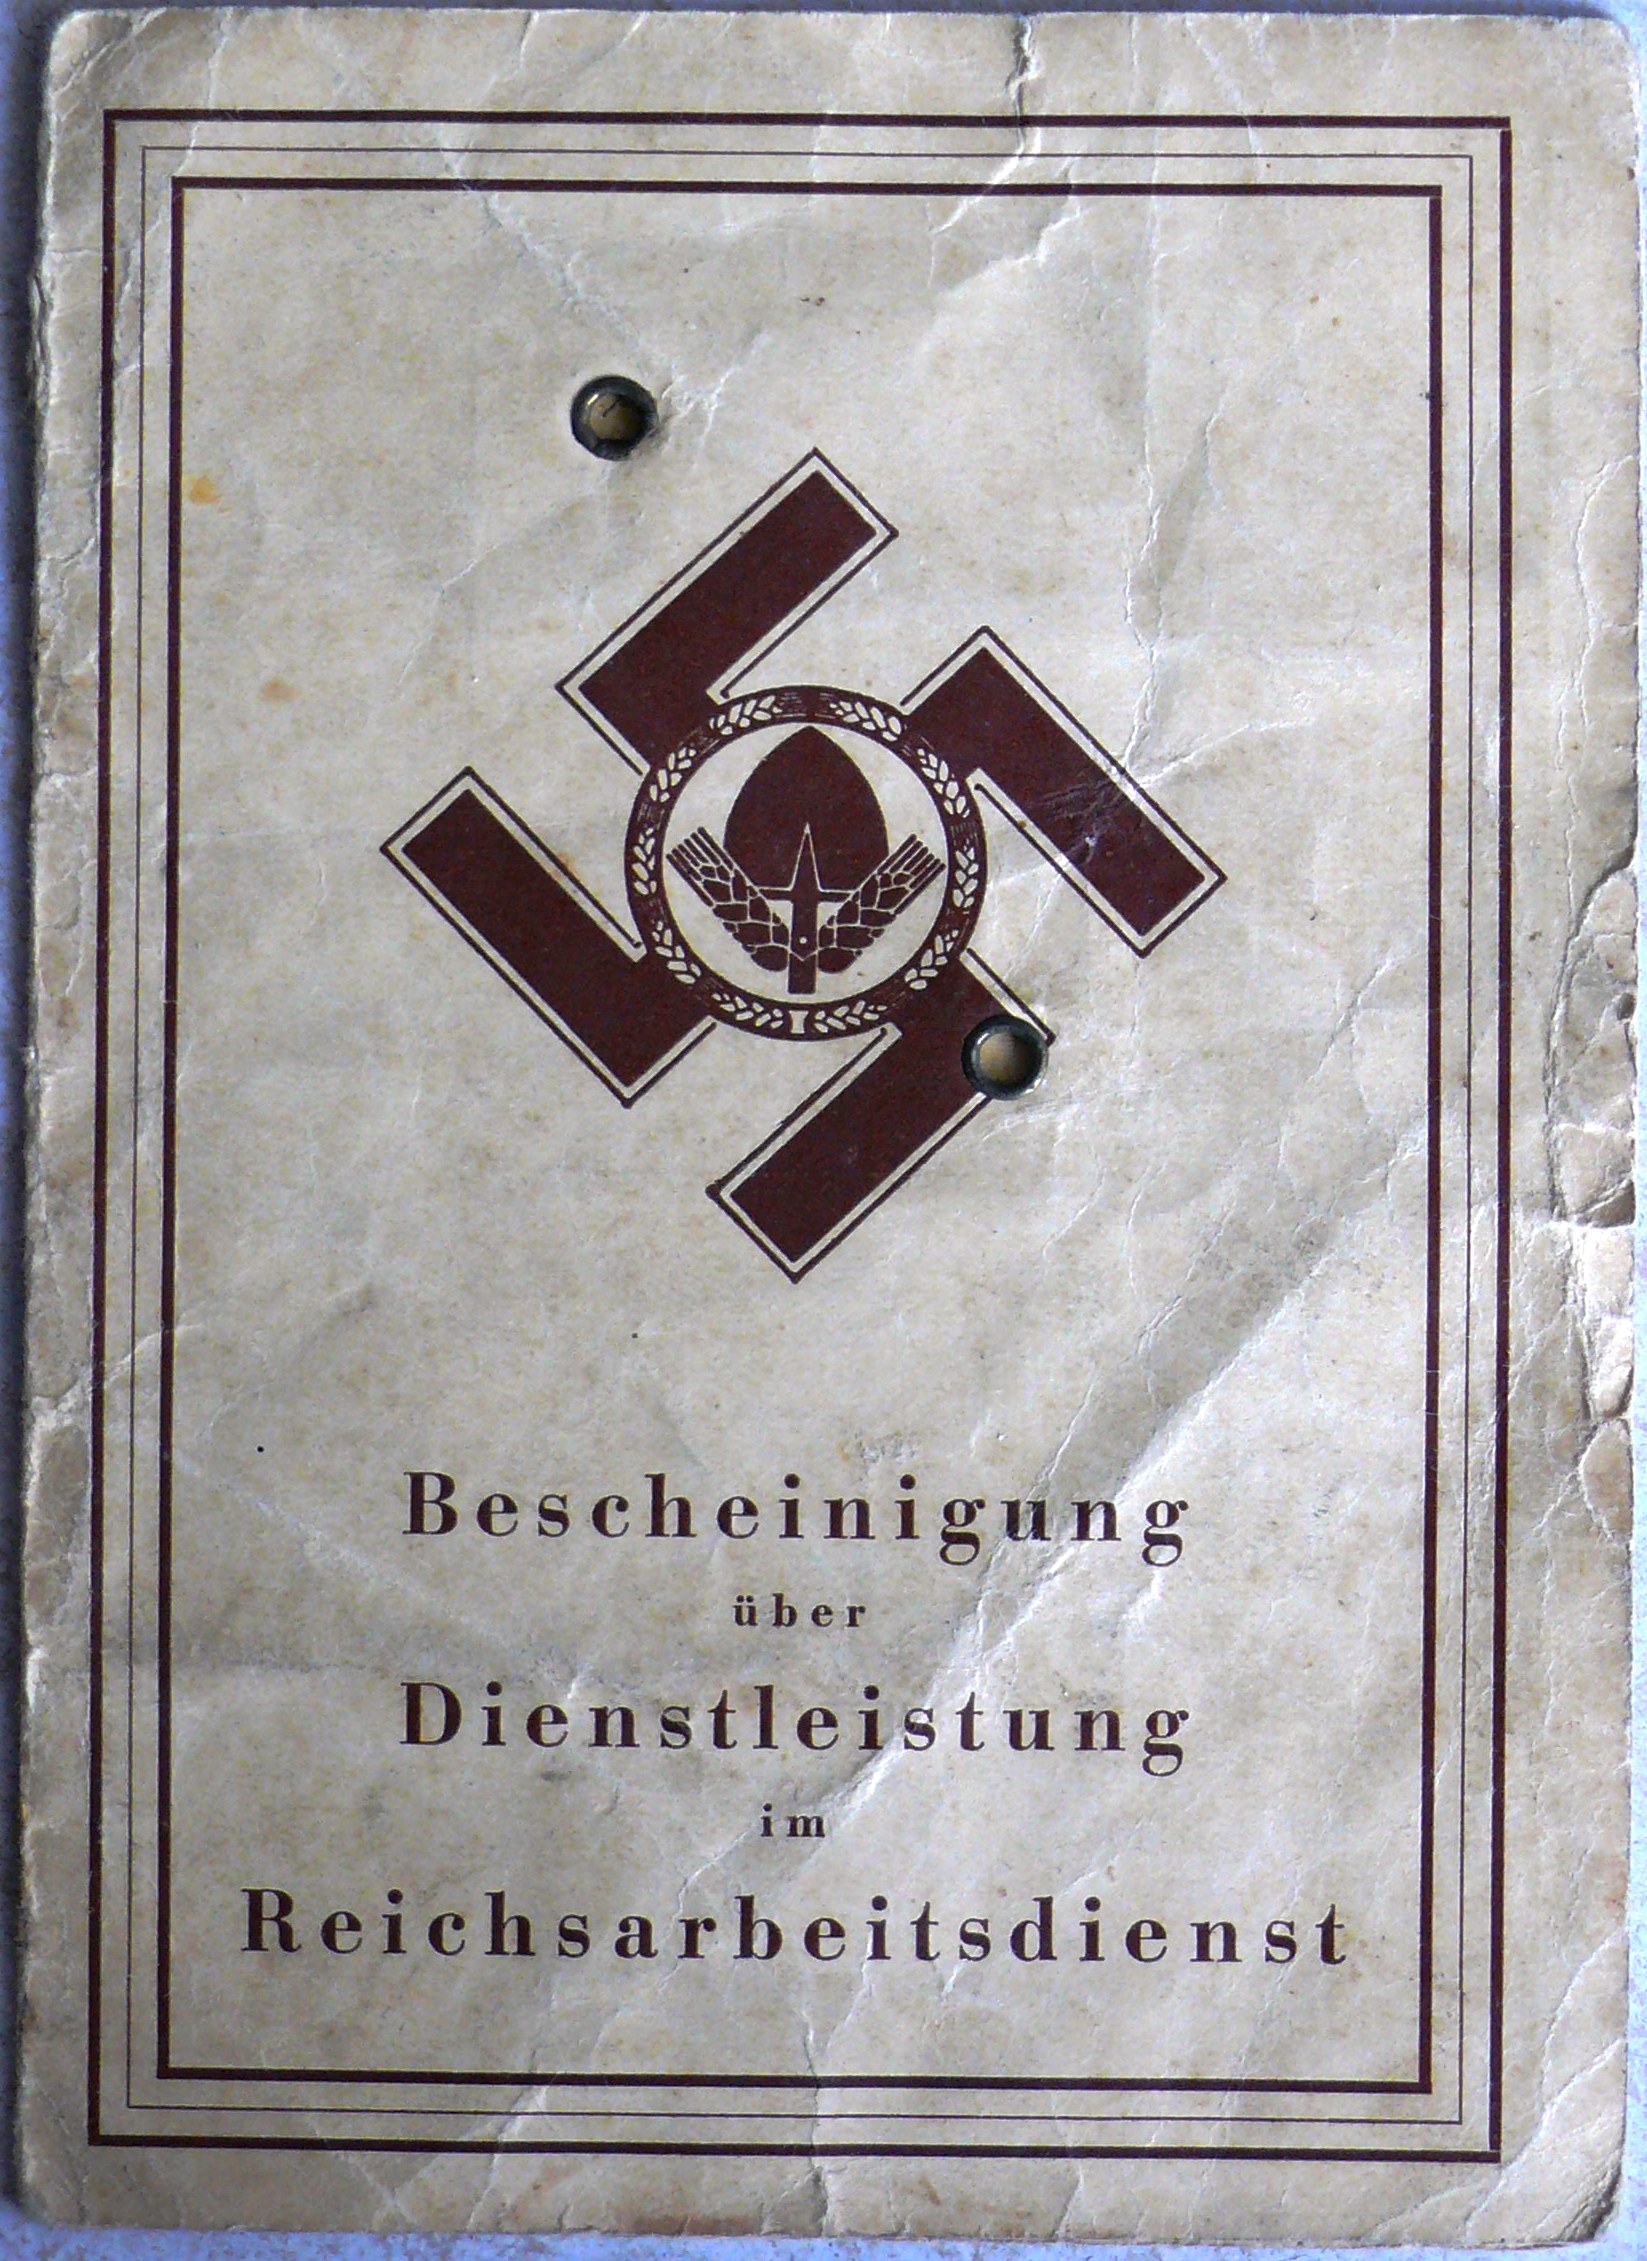 Bescheinigung
über
Dienstleistung
im
Reichsarbeitsdienst